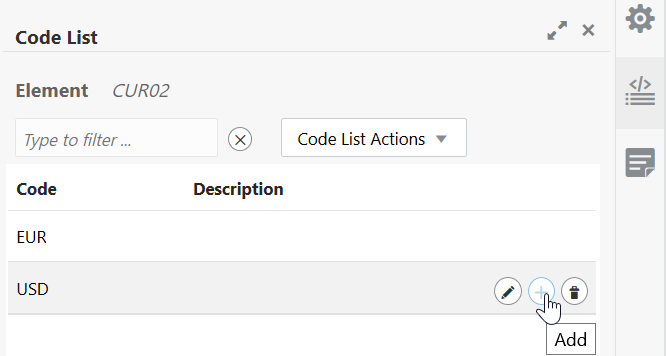 Code List
Element CUR02
Type to filter ...
Code List Actions
Code Description
EUR
USD
Add